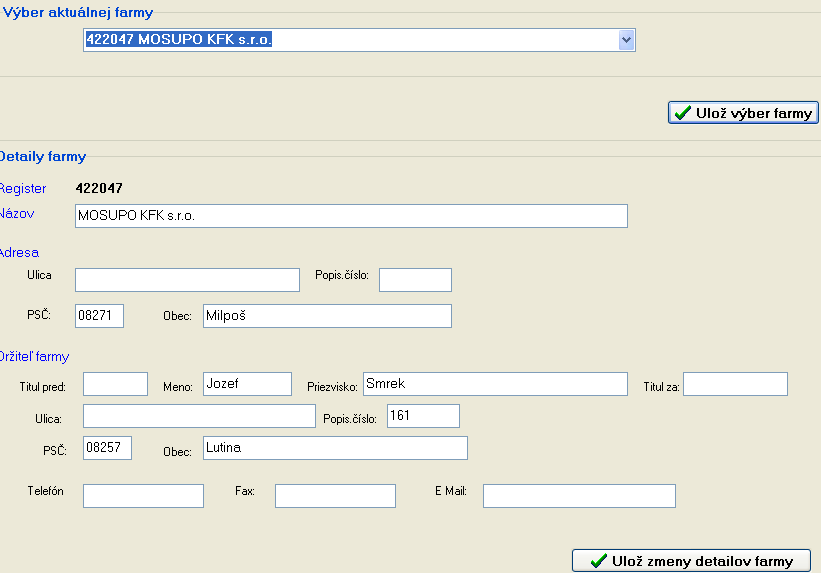 Výber aktuálnej farmy
422047 MOSUPO KFK s.r.o.
Ulož výber farmy
Detaily farmy
Register 422047
Názov MOSUPO KFK s.r.o.
Adresa
Ulica Popis.číslo:
PSČ: 08271 Obec: Milpoš
Držiteľ farmy
Titul pred: Meno: Jozef Priezvisko: Smrek Titul za:
Ulica: Popis.číslo: 161
PSČ: 08257 Obec: Lutina
Telefón Fax: E Mail:
Ulož zmeny detailov farmy